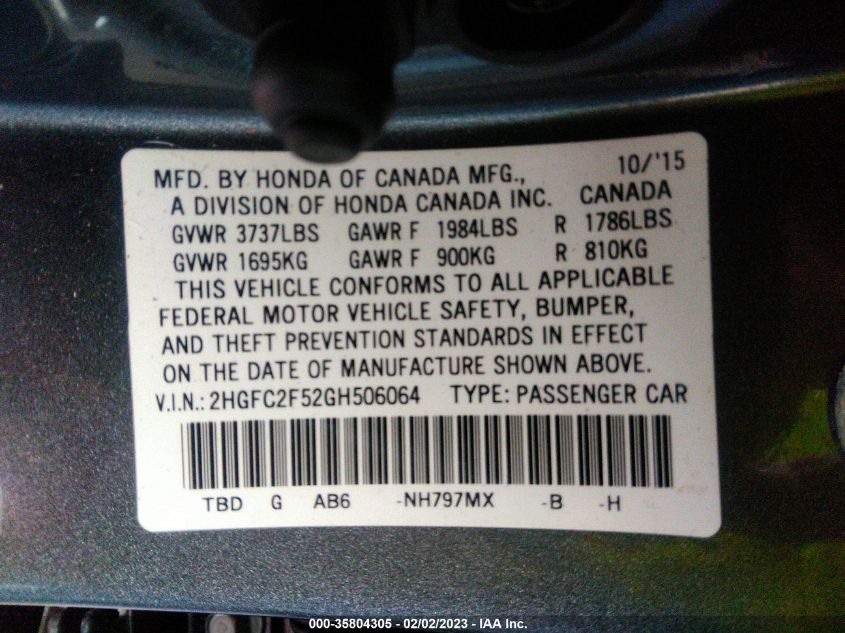 10/'15
MFD. BY HONDA OF CANADA MFG.,
A DIVISION OF HONDA CANADA INC. CANADA
GVWR 3737LBS GAWR F 1984LBS R 1786LBS
GVWR 1695KG GAWR F 900KG R 810KG
THIS VEHICLE CONFORMS TO ALL APPLICABLE
FEDERAL MOTOR VEHICLE SAFETY, BUMPER,
AND THEFT PREVENTION STANDARDS IN EFFECT
ON THE DATE OF MANUFACTURE SHOWN ABOVE.
V.I.N.: 2HGFC2F52GH506064 TYPE: PASSENGER CAR
TBD G AB6 -NH797MX -B -H
000-35804305 - 02/02/2023 - IAA Inc.